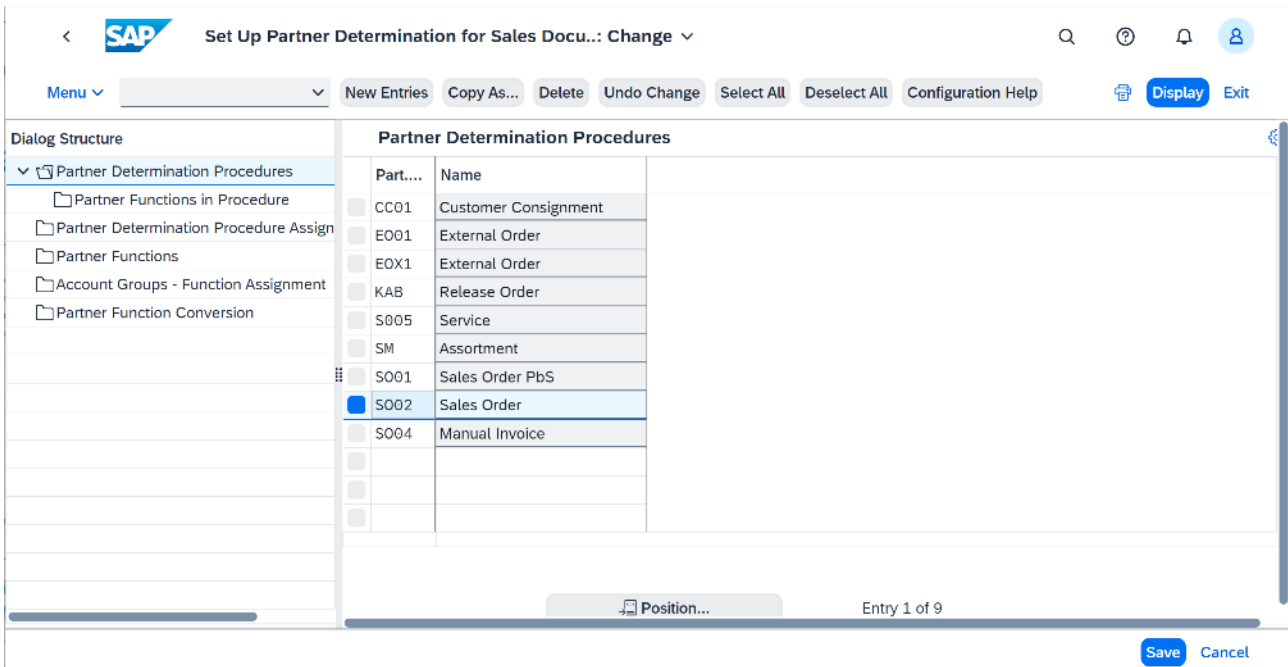 SAP Set Up Partner Determination for Sales Docu..: Change
Menu New Entries Copy As... Delete Undo Change Select All Deselect All Configuration Help Display Exit
Dialog Structure
Partner Determination Procedures
Partner Functions in Procedure
Partner Determination Procedure Assign
Partner Functions
Account Groups - Function Assignment
Partner Function Conversion
Partner Determination Procedures
Part.... Name
CC01 Customer Consignment
EO01 External Order
EOX1 External Order
KAB Release Order
S005 Service
SM Assortment
SO01 Sales Order PbS
SO02 Sales Order
SO04 Manual Invoice
Position... Entry 1 of 9
Save Cancel